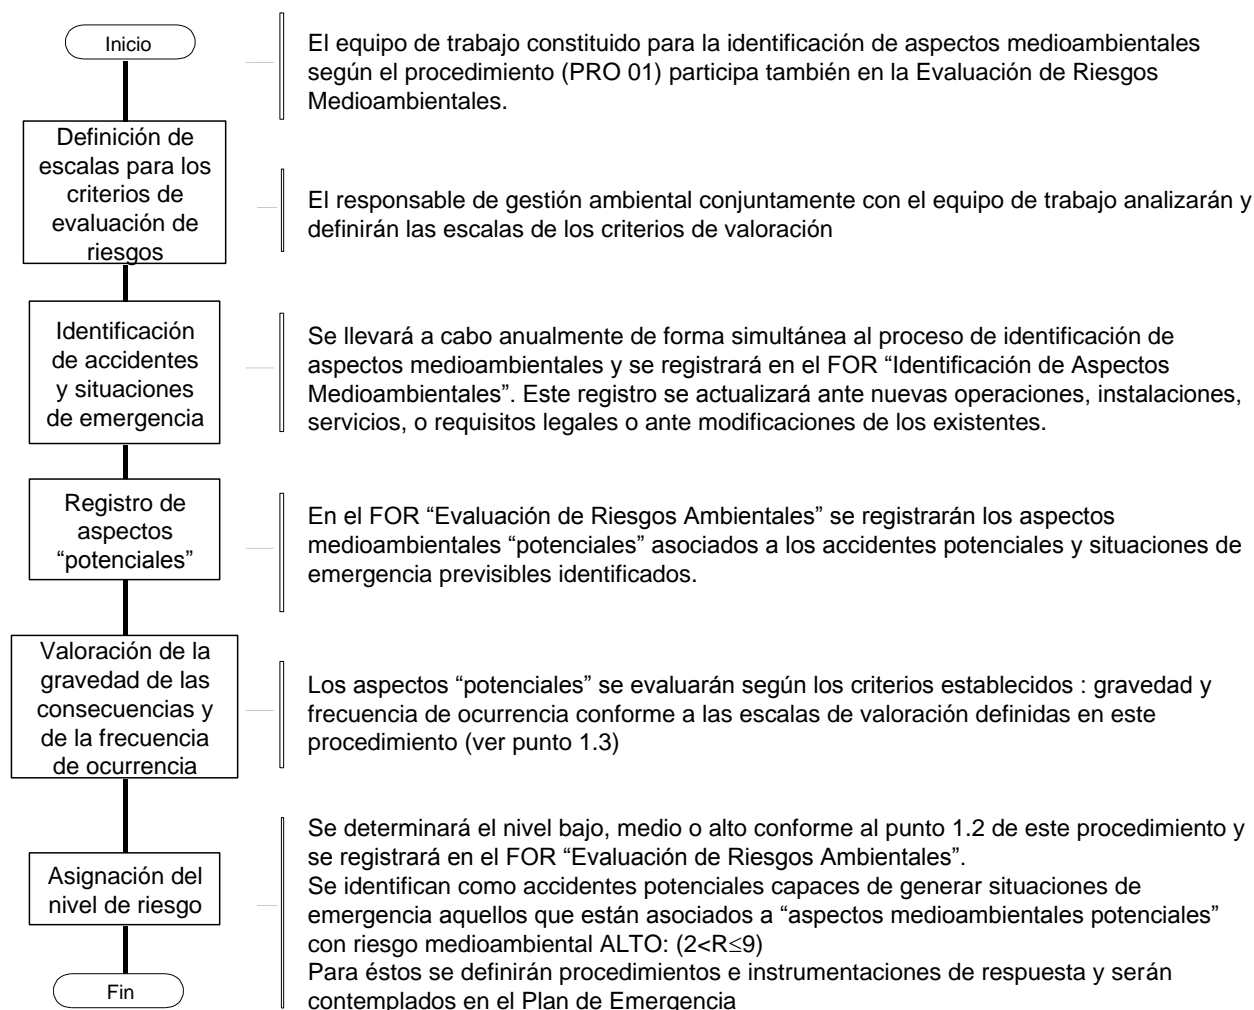 Inicio
El equipo de trabajo constituido para la identificación de aspectos medioambientales
según el procedimiento (PRO 01) participa también en la Evaluación de Riesgos
Medioambientales.
Definición de
escalas para los
criterios de
evaluación de
riesgos
El responsable de gestión ambiental conjuntamente con el equipo de trabajo analizarán y
definirán las escalas de los criterios de valoración
Identificación
de accidentes
y situaciones
de emergencia
Se llevará a cabo anualmente de forma simultánea al proceso de identificación de
aspectos medioambientales y se registrará en el FOR “Identificación de Aspectos
Medioambientales”. Este registro se actualizará ante nuevas operaciones, instalaciones,
servicios, o requisitos legales o ante modificaciones de los existentes.
Registro de
aspectos
“potenciales”
En el FOR “Evaluación de Riesgos Ambientales” se registrarán los aspectos
medioambientales “potenciales” asociados a los accidentes potenciales y situaciones de
emergencia previsibles identificados.
Valoración de la
gravedad de las
consecuencias y
de la frecuencia
de ocurrencia
Los aspectos “potenciales” se evaluarán según los criterios establecidos : gravedad y
frecuencia de ocurrencia conforme a las escalas de valoración definidas en este
procedimiento (ver punto 1.3)
Asignación del
nivel de riesgo
Se determinará el nivel bajo, medio o alto conforme al punto 1.2 de este procedimiento y
se registrará en el FOR “Evaluación de Riesgos Ambientales”.
Se identifican como accidentes potenciales capaces de generar situaciones de
emergencia aquellos que están asociados a “aspectos medioambientales potenciales”
con riesgo medioambiental ALTO: (2<R≤9)
Para éstos se definirán procedimientos e instrumentaciones de respuesta y serán
contemplados en el Plan de Emergencia
Fin